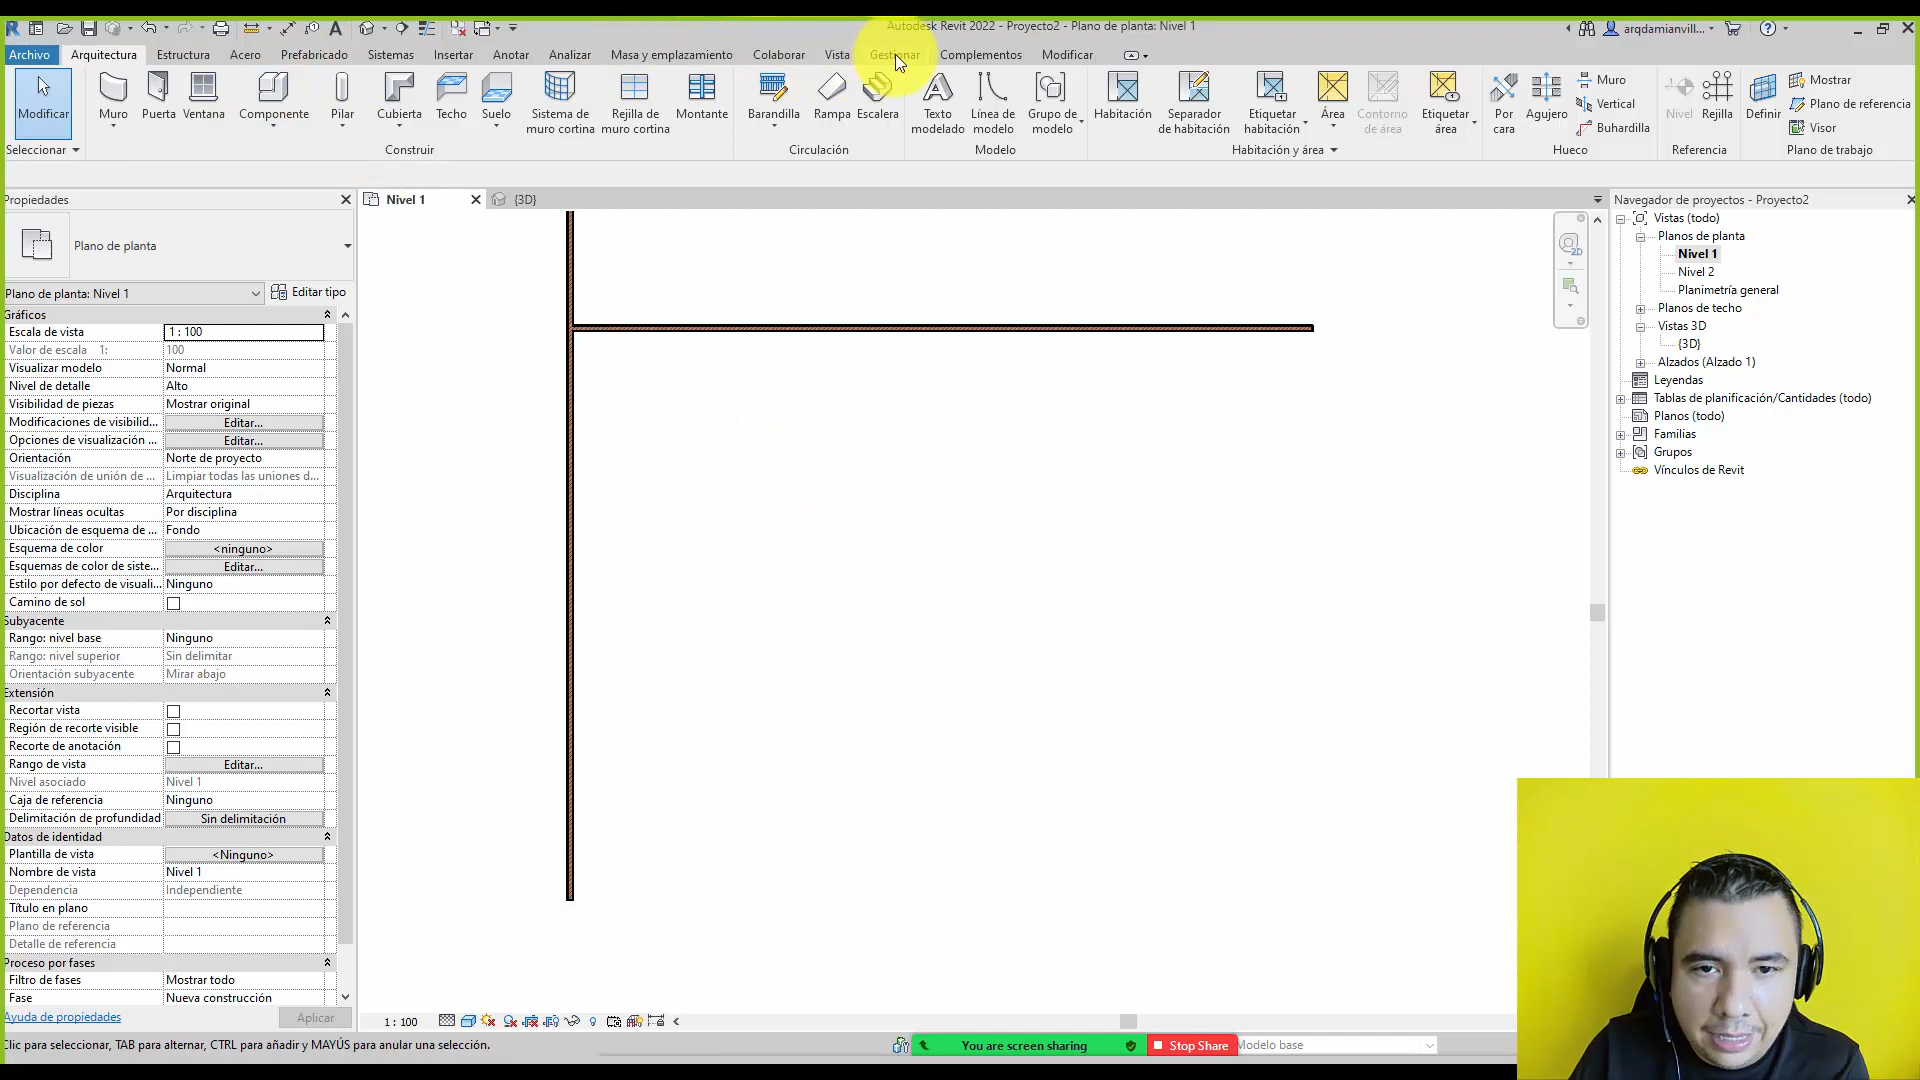 Autodesk Revit 2022 - Proyecto2 - Plano de planta: Nivel 1
arqdamianvill...
Archivo Arquitectura Estructura Acero Prefabricado Sistemas Insertar Anotar Analizar Masa y emplazamiento Colaborar Vista Gestionar Complementos Modificar
Modificar
Muro Puerta Ventana Componente Pilar Cubierta Techo Suelo Sistema de muro cortina Rejilla de muro cortina Montante
Barandilla Rampa Escalera
Texto modelado Línea de modelo Grupo de modelo
Habitación Separador de habitación Etiquetar habitación Área Contorno de área Etiquetar área
Por cara Agujero Muro Vertical Buhardilla
Nivel Rejilla
Definir Mostrar Plano de referencia Visor
Seleccionar Construir Circulación Modelo Habitación y área Hueco Referencia Plano de trabajo
Propiedades
Plano de planta
Plano de planta: Nivel 1 Editar tipo
Gráficos
Escala de vista 1 : 100
Valor de escala 1: 100
Visualizar modelo Normal
Nivel de detalle Alto
Visibilidad de piezas Mostrar original
Modificaciones de visibilid... Editar...
Opciones de visualización ... Editar...
Orientación Norte de proyecto
Visualización de unión de ... Limpiar todas las uniones d...
Disciplina Arquitectura
Mostrar líneas ocultas Por disciplina
Ubicación de esquema de ... Fondo
Esquema de color <ninguno>
Esquemas de color de siste... Editar...
Estilo por defecto de visuali... Ninguno
Camino de sol
Subyacente
Rango: nivel base Ninguno
Rango: nivel superior Sin delimitar
Orientación subyacente Mirar abajo
Extensión
Recortar vista
Región de recorte visible
Recorte de anotación
Rango de vista Editar...
Nivel asociado Nivel 1
Caja de referencia Ninguno
Delimitación de profundidad Sin delimitación
Datos de identidad
Plantilla de vista <Ninguno>
Nombre de vista Nivel 1
Dependencia Independiente
Título en plano
Plano de referencia
Detalle de referencia
Proceso por fases
Filtro de fases Mostrar todo
Fase Nueva construcción
Ayuda de propiedades Aplicar
Nivel 1 {3D}
2D
Navegador de proyectos - Proyecto2
Vistas (todo)
Planos de planta
Nivel 1
Nivel 2
Planimetría general
Planos de techo
Vistas 3D
{3D}
Alzados (Alzado 1)
Leyendas
Tablas de planificación/Cantidades (todo)
Planos (todo)
Familias
Grupos
Vínculos de Revit
1 : 100
Clic para seleccionar, TAB para alternar, CTRL para añadir y MAYÚS para anular una selección.
You are screen sharing Stop Share Modelo base